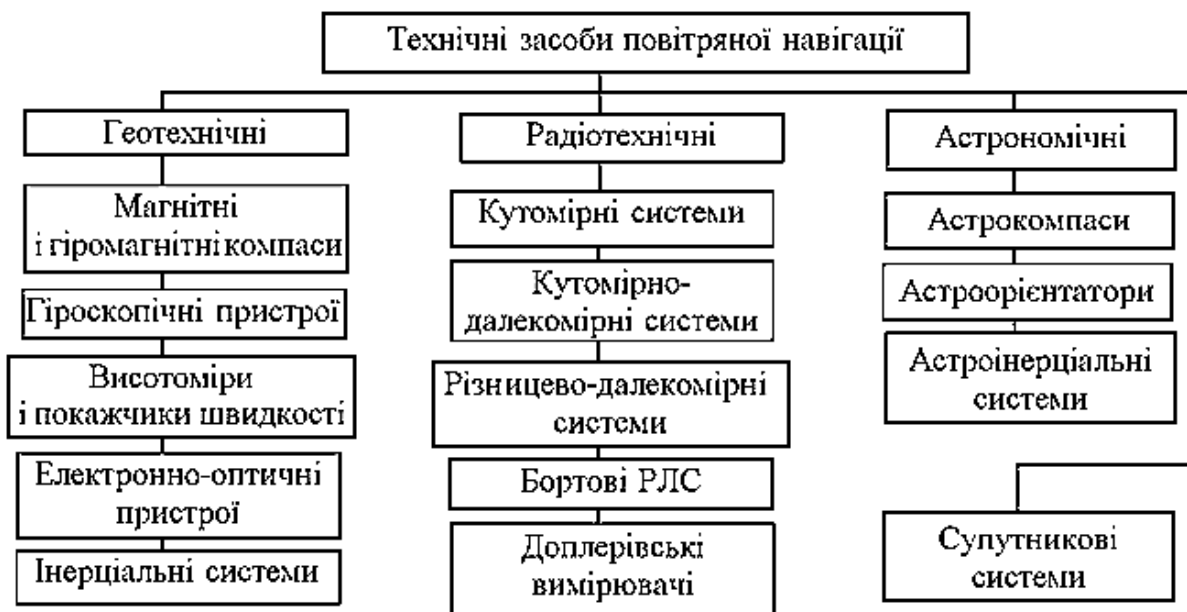 Технічні засоби повітряної навігації
Геотехнічні
Магнітні
і гіромагнітні компаси
Гіроскопічні пристрої
Висотоміри
і покажчики швидкості
Електронно-оптичні
пристрої
Інерціальні системи
Радіотехнічні
Кутомірні системи
Кутомірно-
далекомірні системи
Різницево-далекомірні
системи
Бортові РЛС
Доплерівські
вимірювачі
Астрономічні
Астрокомпаси
Астроорієнтатори
Астроінерціальні
системи
Супутникові
системи